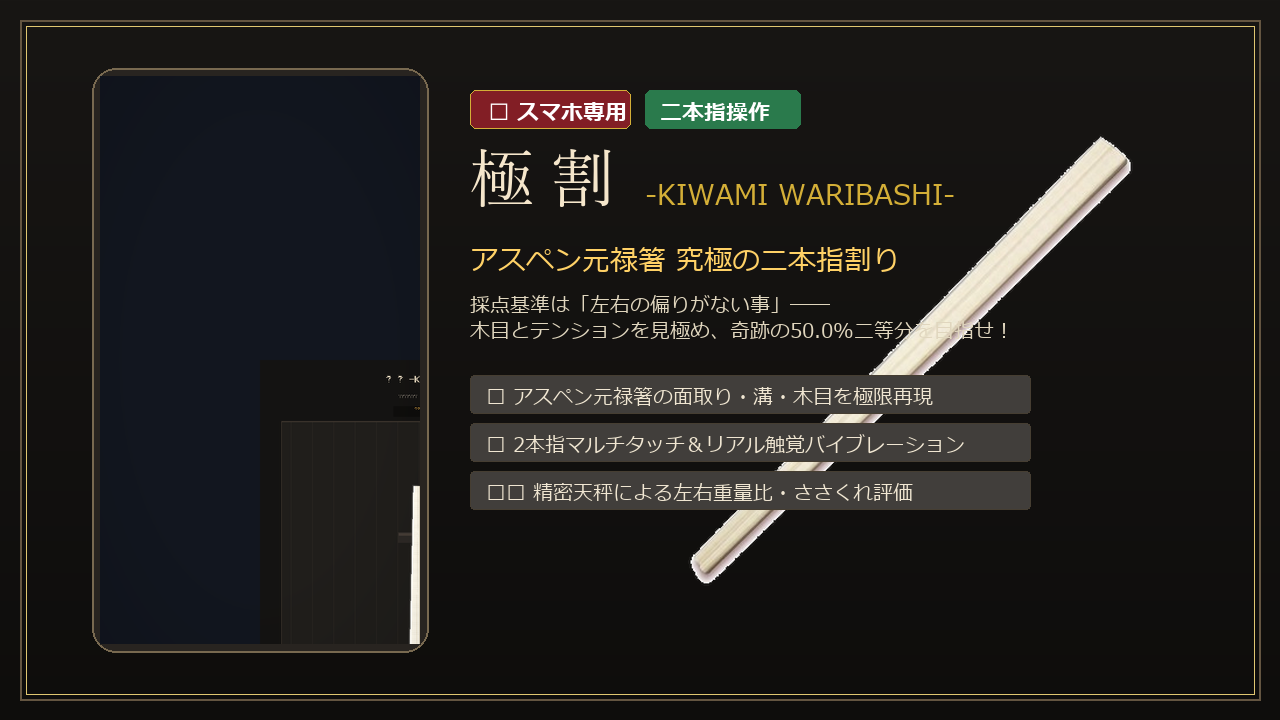 □ スマホ専用
二本指操作
極 割 -KIWAMI WARIBASHI-
アスペン元禄箸 究極の二本指割り
採点基準は「左右の偏りがない事」――
木目とテンションを見極め、奇跡の50.0%二等分を目指せ！
□ アスペン元禄箸の面取り・溝・木目を極限再現
□ 2本指マルチタッチ＆リアル触覚バイブレーション
□□ 精密天秤による左右重量比・ささくれ評価
? ? -K